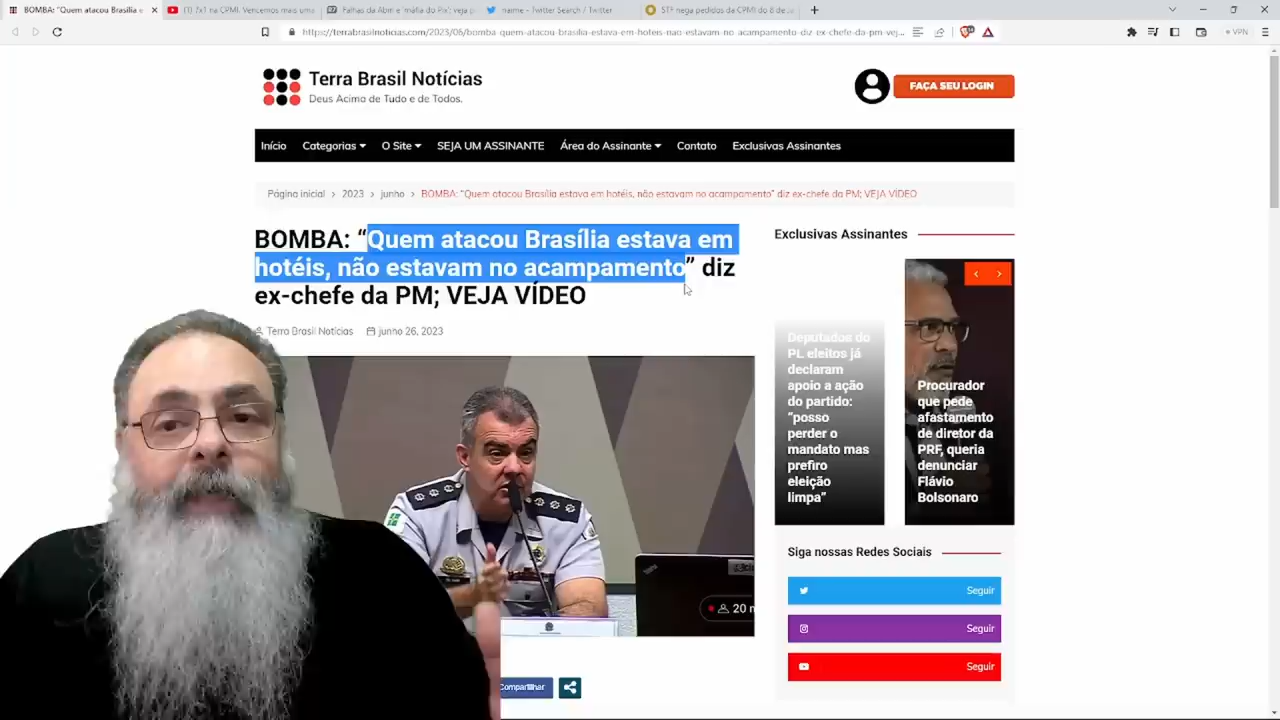 BOMBA: "Quem atacou Brasília e
(1) 7x1 na CPMI. Vencemos mais uma
Falhas da Abin e 'máfia do Pix'; veja p
naime - Twitter Search / Twitter
STF nega pedidos da CPMI do 8 de ja
https://terrabrasilnoticias.com/2023/06/bomba-quem-atacou-brasilia-estava-em-hoteis-nao-estavam-no-acampamento-diz-ex-chefe-da-pm-vej...
VPN
Terra Brasil Notícias
Deus Acima de Tudo e de Todos.
FAÇA SEU LOGIN
Início Categorias O Site SEJA UM ASSINANTE Área do Assinante Contato Exclusivas Assinantes
Página inicial > 2023 > junho > BOMBA: “Quem atacou Brasília estava em hotéis, não estavam no acampamento” diz ex-chefe da PM; VEJA VÍDEO
BOMBA: “Quem atacou Brasília estava em
hotéis, não estavam no acampamento” diz
ex-chefe da PM; VEJA VÍDEO
Terra Brasil Notícias junho 26, 2023
20
Compartilhar
Exclusivas Assinantes
Deputados do
PL eleitos já
declaram
apoio a ação
do partido:
“posso
perder o
mandato mas
prefiro
eleição
limpa”
Procurador
que pede
afastamento
de diretor da
PRF, queria
denunciar
Flávio
Bolsonaro
Siga nossas Redes Sociais
Seguir
Seguir
Seguir